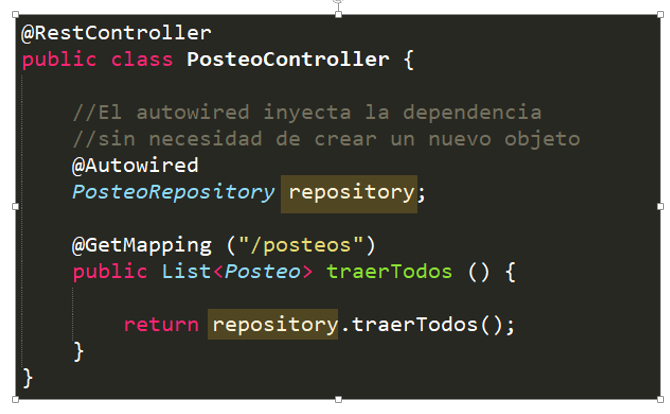 @RestController
public class PosteoController {
//El autowired inyecta la dependencia
//sin necesidad de crear un nuevo objeto
@Autowired
PosteoRepository repository;
@GetMapping ("/posteos")
public List<Posteo> traerTodos () {
return repository.traerTodos();
}
}